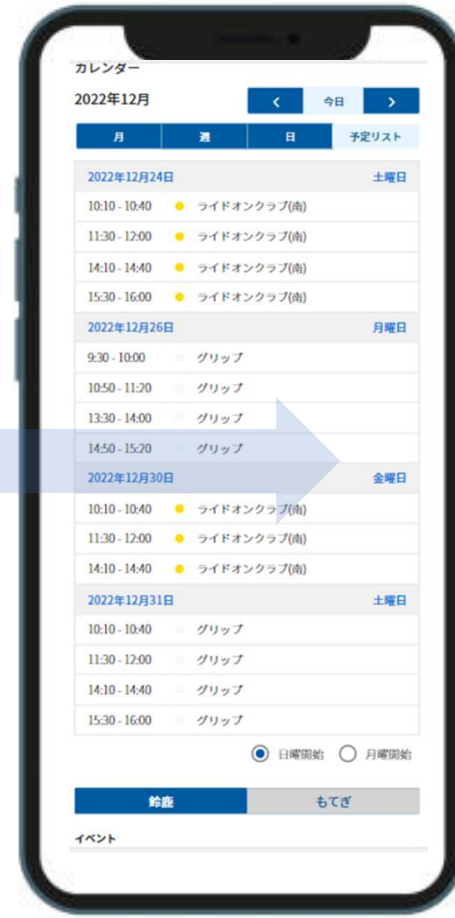 カレンダー
2022年12月 < 今日 >
月 週 日 予定リスト
2022年12月24日 土曜日
10:10 - 10:40 ライドオンクラブ(南)
11:30 - 12:00 ライドオンクラブ(南)
14:10 - 14:40 ライドオンクラブ(南)
15:30 - 16:00 ライドオンクラブ(南)
2022年12月26日 月曜日
9:30 - 10:00 グリップ
10:50 - 11:20 グリップ
13:30 - 14:00 グリップ
14:50 - 15:20 グリップ
2022年12月30日 金曜日
10:10 - 10:40 ライドオンクラブ(南)
11:30 - 12:00 ライドオンクラブ(南)
14:10 - 14:40 ライドオンクラブ(南)
2022年12月31日 土曜日
10:10 - 10:40 グリップ
11:30 - 12:00 グリップ
14:10 - 14:40 グリップ
15:30 - 16:00 グリップ
日曜開始 月曜開始
鈴鹿 もてぎ
イベント